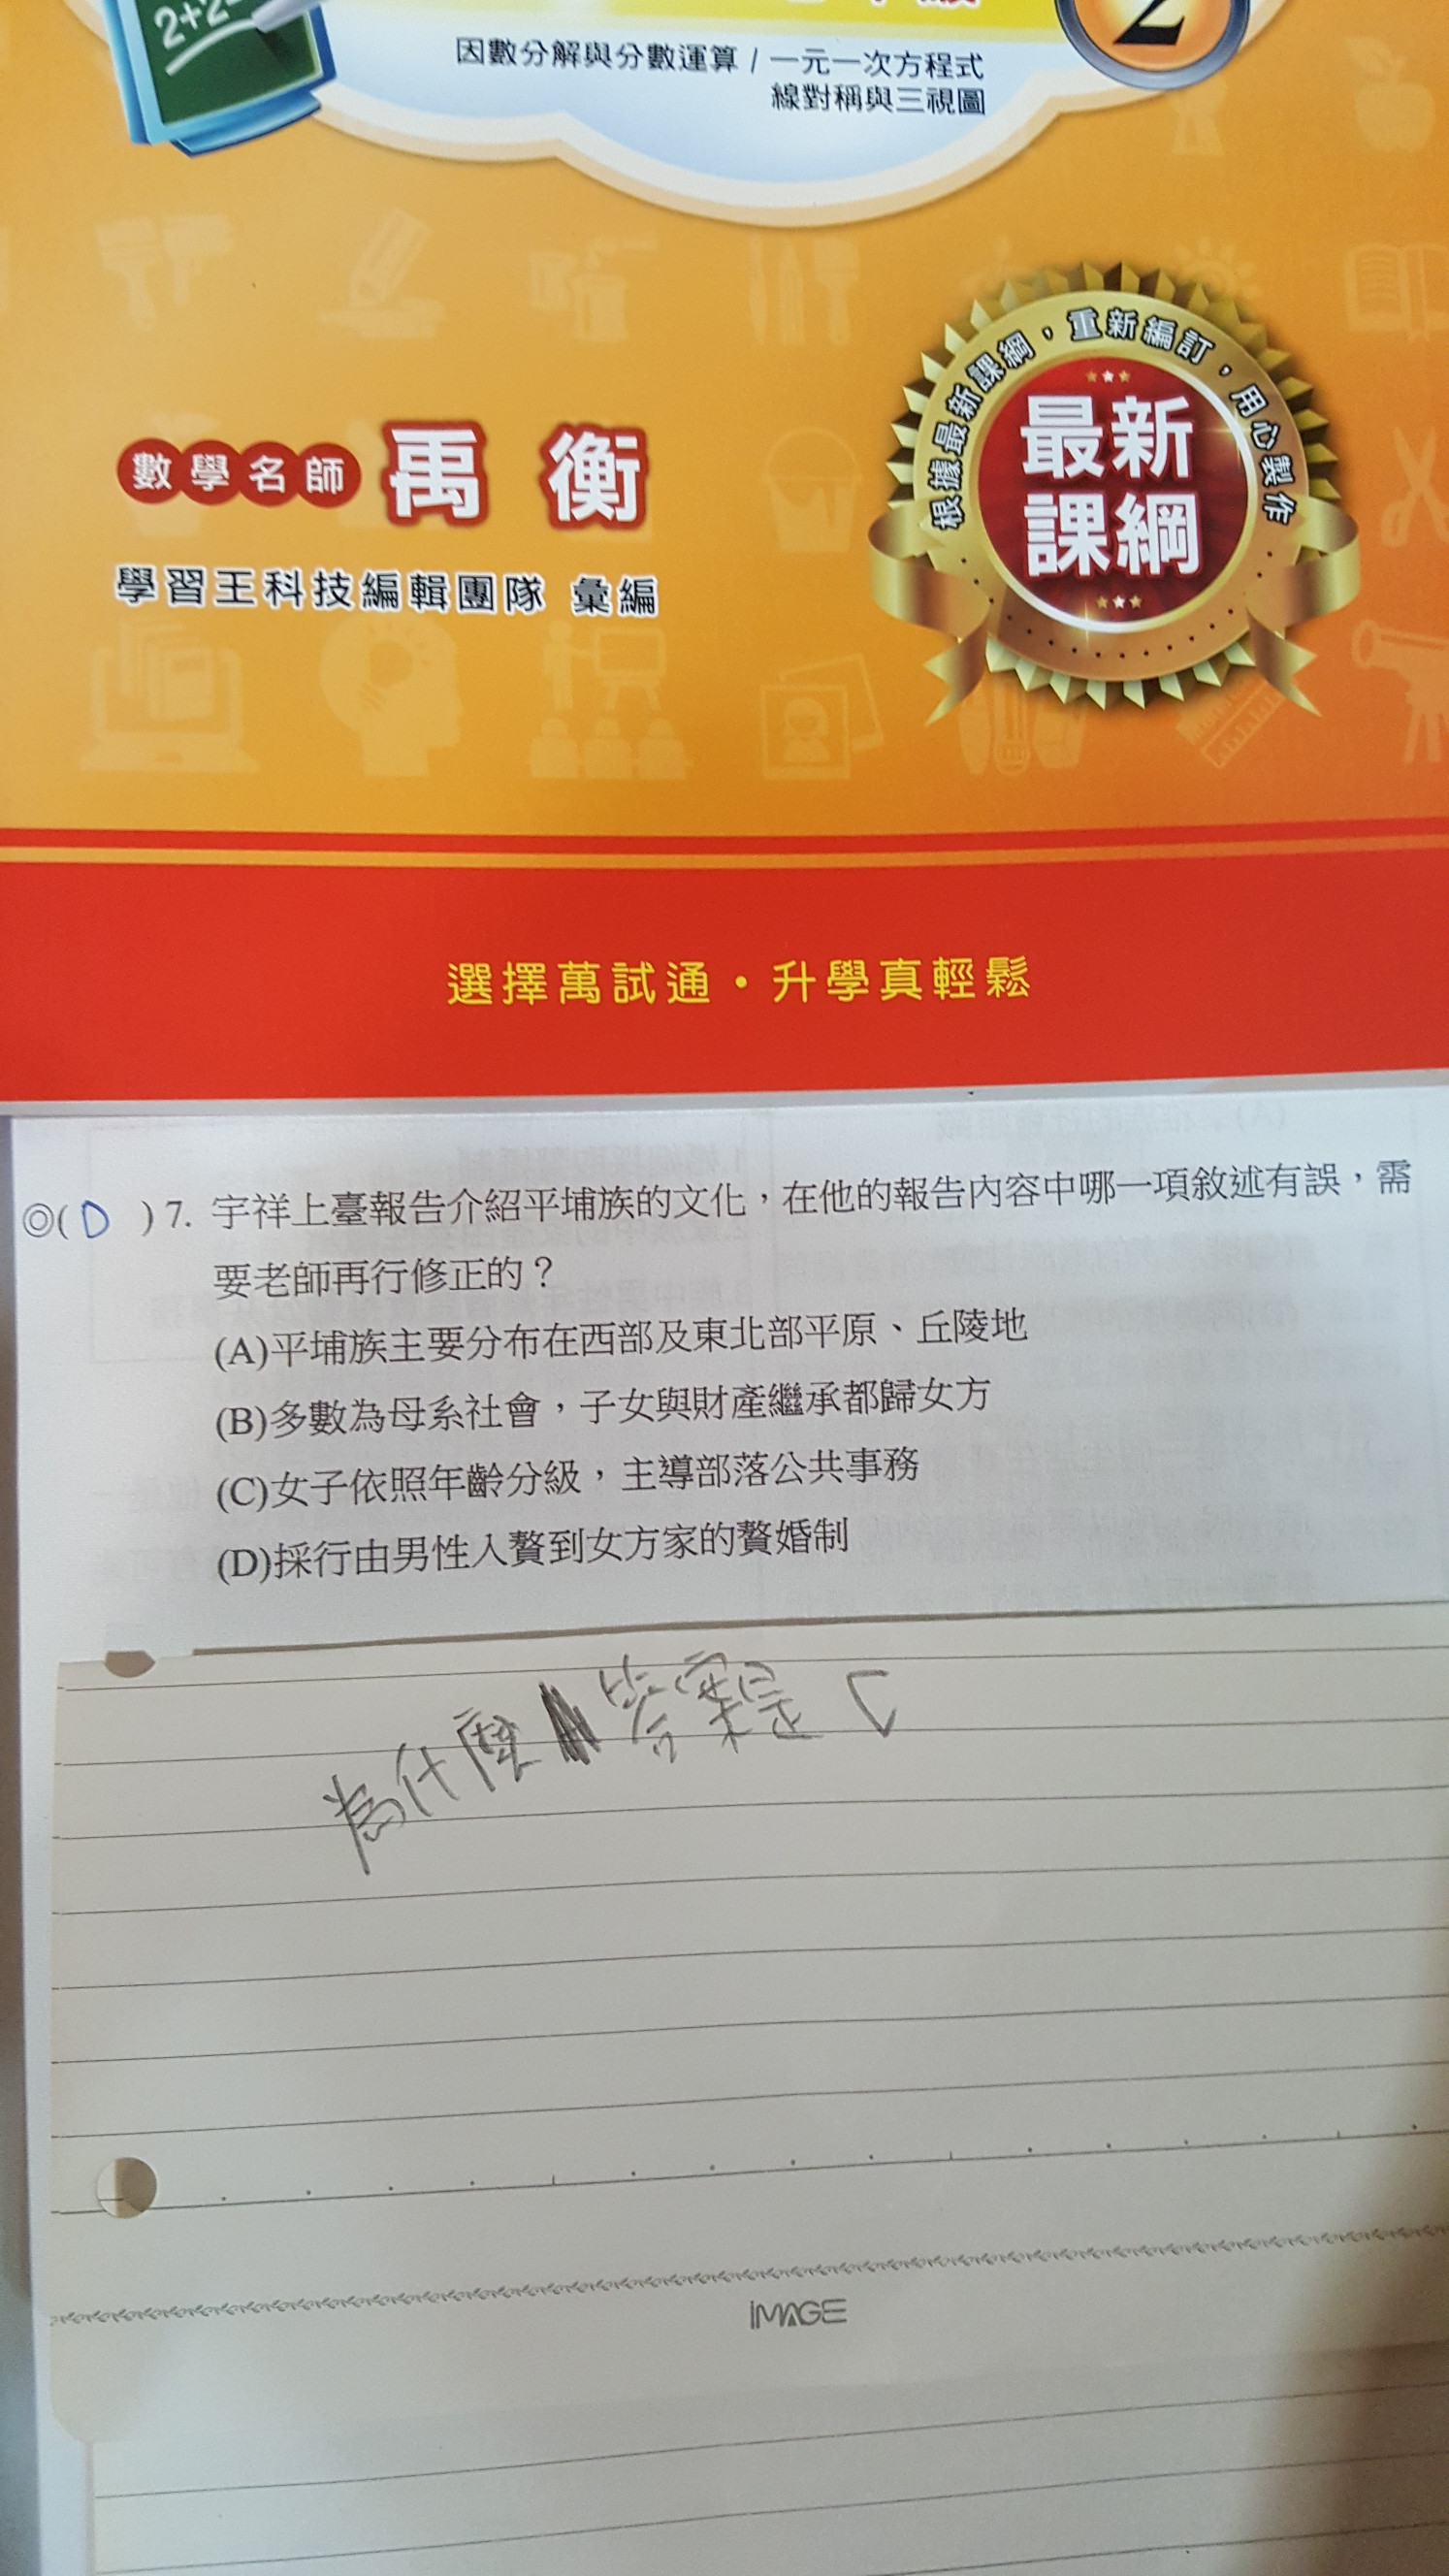 2+2=
2
因數分解與分數運算 / 一元一次方程式
線對稱與三視圖
根據最新課綱，重新編訂，用心製作
最新
課綱
數學名師 禹 衡
學習王科技編輯團隊 彙編
選擇萬試通・升學真輕鬆
◎( D )7. 宇祥上臺報告介紹平埔族的文化，在他的報告內容中哪一項敘述有誤，需
要老師再行修正的？
(A)平埔族主要分布在西部及東北部平原、丘陵地
(B)多數為母系社會，子女與財產繼承都歸女方
(C)女子依照年齡分級，主導部落公共事務
(D)採行由男性入贅到女方家的贅婚制
為什麼答案是C
IMAGE